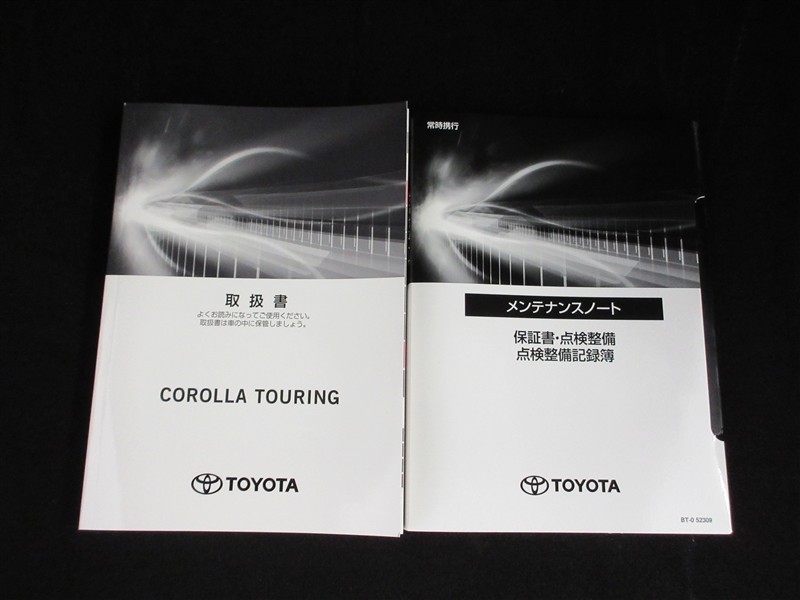 取扱書
よくお読みになってご使用ください。
取扱書は車の中に保管しましょう。
COROLLA TOURING
TOYOTA
常時携行
メンテナンスノート
保証書・点検整備
点検整備記録簿
TOYOTA
BT-0 52309